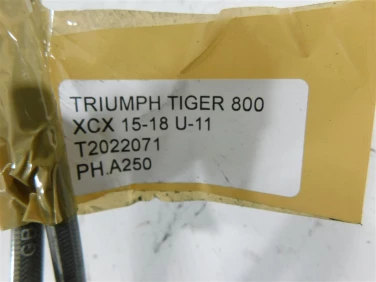 TRIUMPH TIGER 800
XCX 15-18 U-11
T2022071
PH.A250